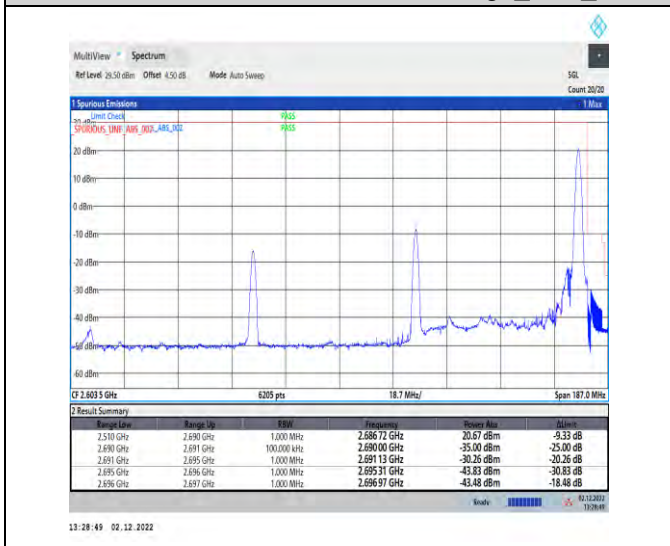 MultiView Spectrum
Ref Level 29.50 dBm Offset 4.50 dB Mode Auto Sweep SGL
Count 20/20
1 Spurious Emissions 1 Max
Limit Check PASS
_SPURIOUS_LINE_ABS_002_ABS_002 PASS
20 dBm
10 dBm
0 dBm
-10 dBm
-20 dBm
-30 dBm
-40 dBm
-60 dBm
CF 2.603 5 GHz 6205 pts 18.7 MHz/ Span 187.0 MHz
2 Result Summary
Range Low Range Up RBW Frequency Power Abs ΔLimit
2.510 GHz 2.690 GHz 1.000 MHz 2.686 72 GHz 20.67 dBm -9.33 dB
2.690 GHz 2.691 GHz 100.000 kHz 2.690 00 GHz -35.00 dBm -25.00 dB
2.691 GHz 2.695 GHz 1.000 MHz 2.691 13 GHz -30.26 dBm -20.26 dB
2.695 GHz 2.696 GHz 1.000 MHz 2.695 31 GHz -43.83 dBm -30.83 dB
2.696 GHz 2.697 GHz 1.000 MHz 2.696 97 GHz -43.48 dBm -18.48 dB
Ready 02.12.2022
13:28:49
13:28:49 02.12.2022